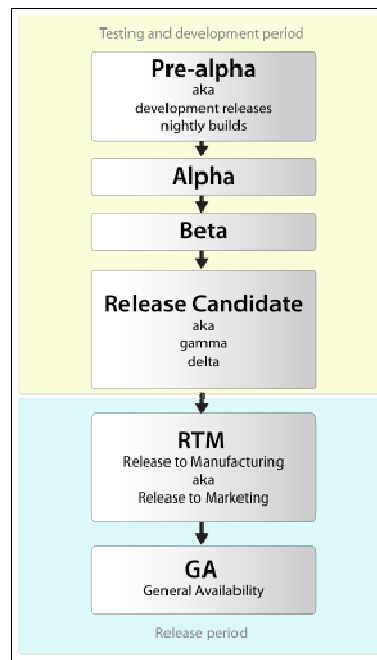 Testing and development period
Pre-alpha
aka
development releases
nightly builds
Alpha
Beta
Release Candidate
aka
gamma
delta
RTM
Release to Manufacturing
aka
Release to Marketing
GA
General Availability
Release period